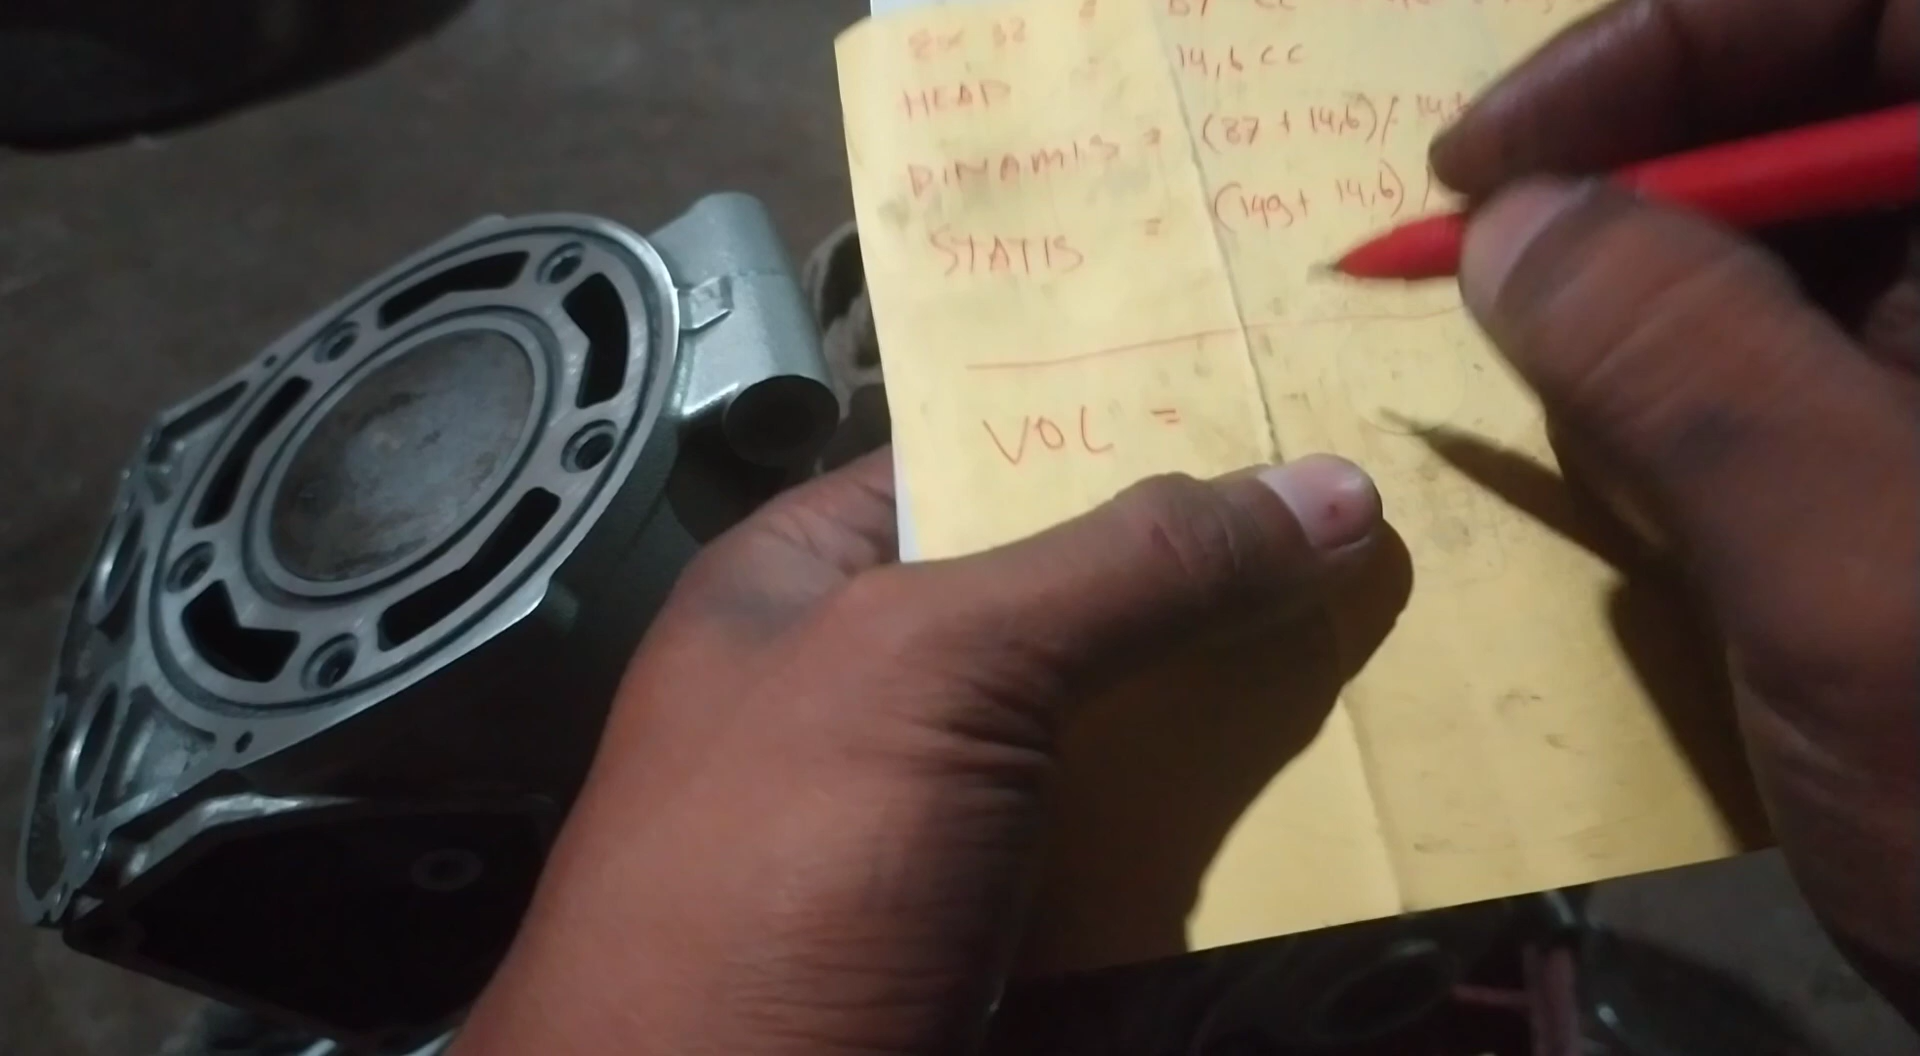 HEAD = 14,6 CC
DINAMIS = (87 + 14,6) /
STATIS = (149 + 14,6) /
VOL =